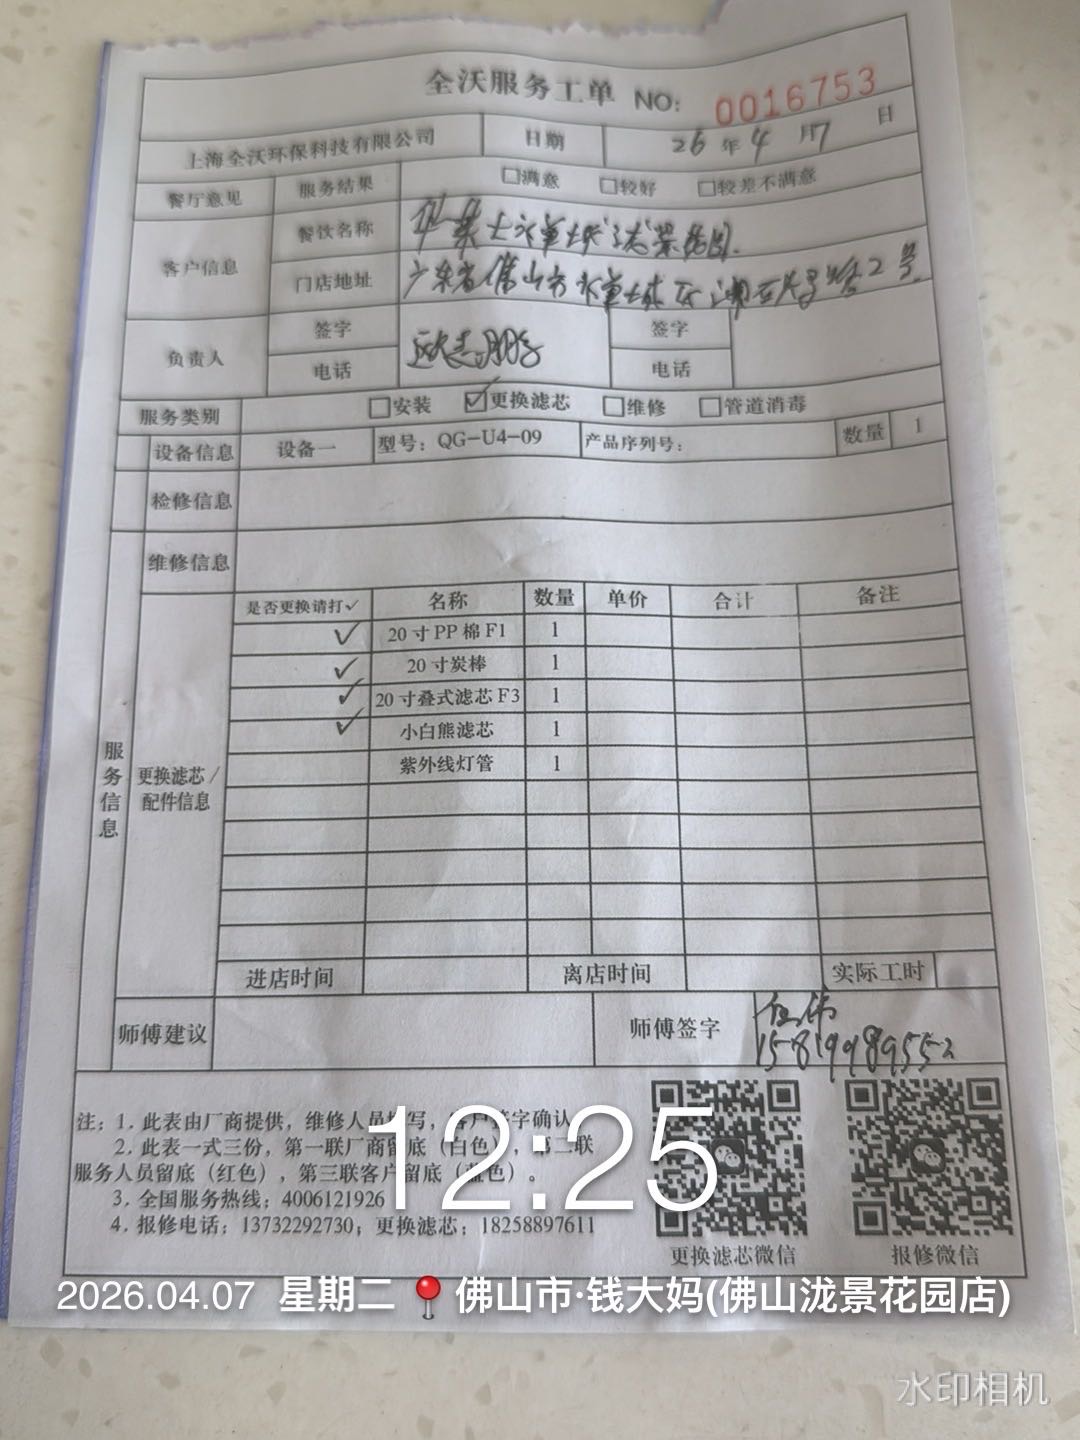 全沃服务工单 NO: 0016753
上海全沃环保科技有限公司 日期 26年4月7日
餐厅意见 服务结果 □满意 □较好 □较差不满意
客户信息 餐饮名称
门店地址 广东省佛山市 2号
负责人 签字 签字
电话 电话
服务类别 □安装 ☑更换滤芯 □维修 □管道消毒
设备信息 设备一 型号: QG-U4-09 产品序列号: 数量 1
检修信息
维修信息
是否更换请打✓ 名称 数量 单价 合计 备注
✓ 20寸PP棉F1 1
✓ 20寸炭棒 1
✓ 20寸叠式滤芯F3 1
✓ 小白熊滤芯 1
紫外线灯管 1
服务信息
更换滤芯/
配件信息
进店时间 离店时间 实际工时
师傅建议 师傅签字
15819989552
注: 1. 此表由厂商提供, 维修人员填写, 客户签字确认
2. 此表一式三份, 第一联厂商留底 (白色), 第二联
服务人员留底 (红色), 第三联客户留底 (蓝色)。
3. 全国服务热线: 4006121926
4. 报修电话: 13732292730; 更换滤芯: 18258897611
更换滤芯微信 报修微信
12:25
2026.04.07 星期二 佛山市·钱大妈(佛山泷景花园店)
水印相机